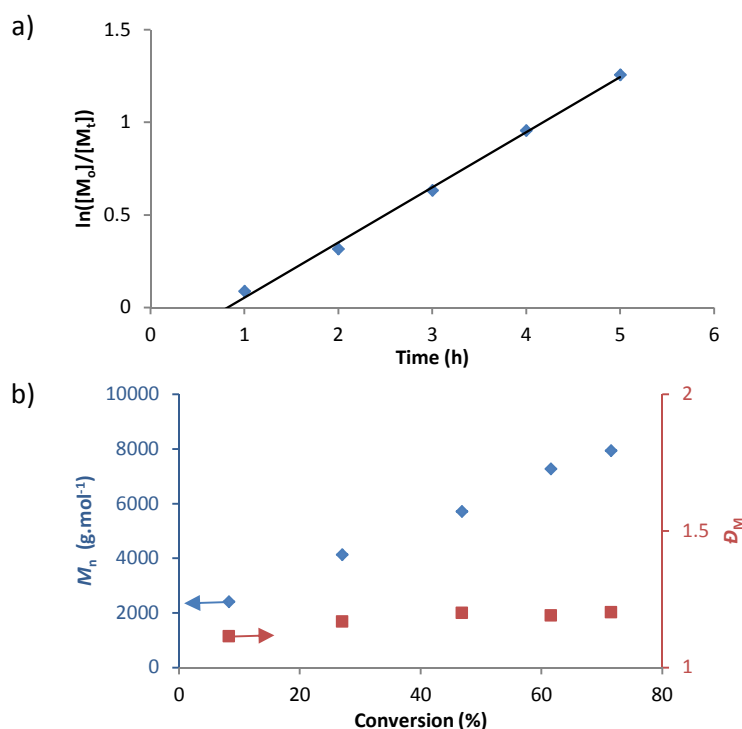 a)
ln([Mₒ]/[Mₜ])
1.5
1
0.5
0
0 1 2 3 4 5 6
Time (h)
b)
Mₙ (g.mol⁻¹)
10000
8000
6000
4000
2000
0
2
1.5
1
Đ_M
0 20 40 60 80
Conversion (%)